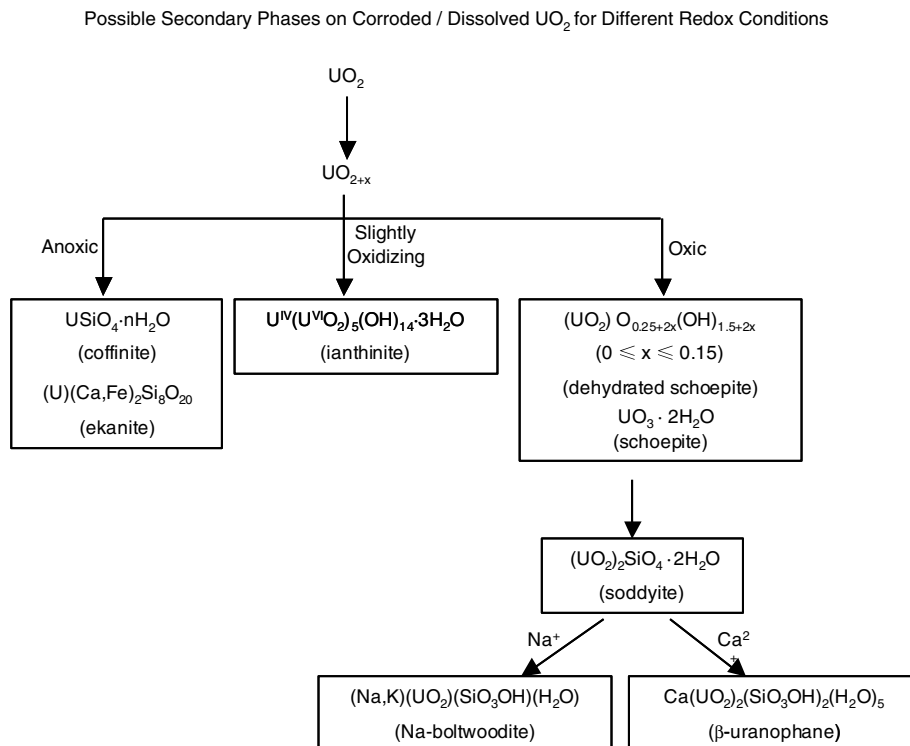 Possible Secondary Phases on Corroded / Dissolved UO₂ for Different Redox Conditions
UO₂
UO₂₊ₓ
Anoxic
Slightly
Oxidizing
Oxic
USiO₄·nH₂O
(coffinite)
(U)(Ca,Fe)₂Si₈O₂₀
(ekanite)
Uᴵⱽ(UⱽᴵO₂)₅(OH)₁₄·3H₂O
(ianthinite)
(UO₂) O₀.₂₅₊₂ₓ(OH)₁.₅₊₂ₓ
(0 ≤ x ≤ 0.15)
(dehydrated schoepite)
UO₃ · 2H₂O
(schoepite)
(UO₂)₂SiO₄ · 2H₂O
(soddyite)
Na⁺
Ca²
+
(Na,K)(UO₂)(SiO₃OH)(H₂O)
(Na-boltwoodite)
Ca(UO₂)₂(SiO₃OH)₂(H₂O)₅
(β-uranophane)